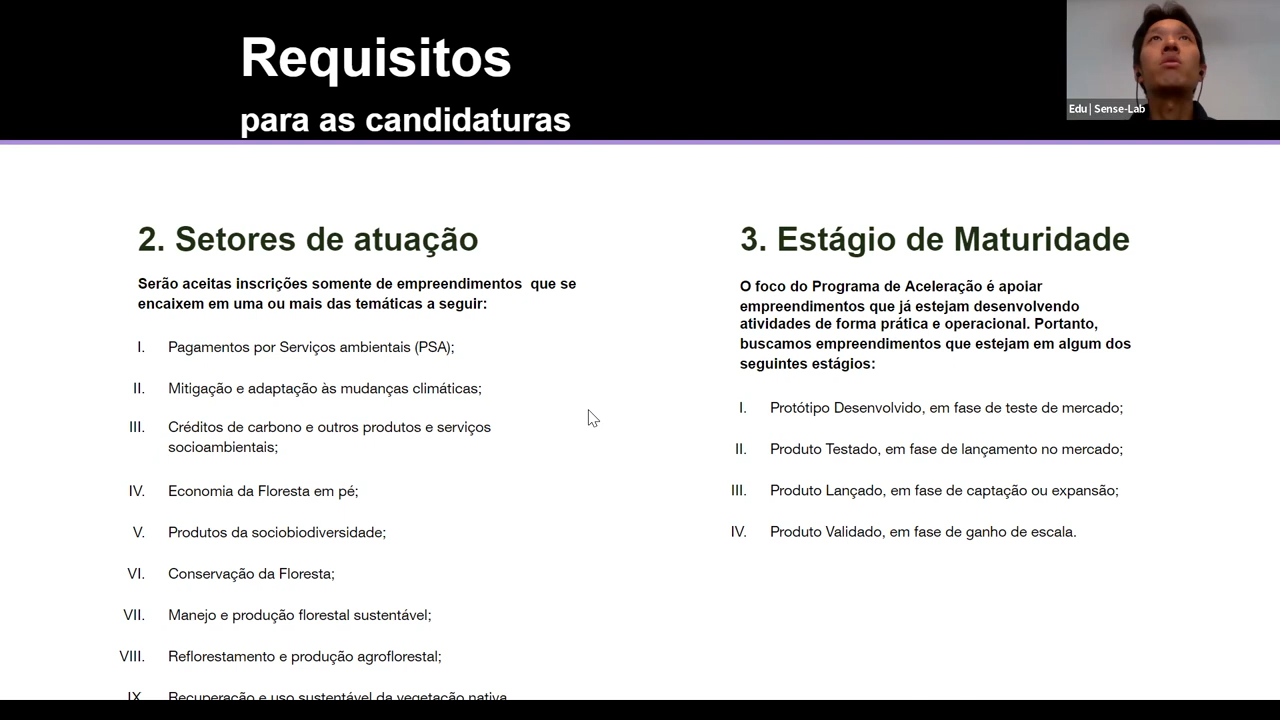 Requisitos
para as candidaturas
Edu | Sense-Lab
2. Setores de atuação
Serão aceitas inscrições somente de empreendimentos que se
encaixem em uma ou mais das temáticas a seguir:
I. Pagamentos por Serviços ambientais (PSA);
II. Mitigação e adaptação às mudanças climáticas;
III. Créditos de carbono e outros produtos e serviços
socioambientais;
IV. Economia da Floresta em pé;
V. Produtos da sociobiodiversidade;
VI. Conservação da Floresta;
VII. Manejo e produção florestal sustentável;
VIII. Reflorestamento e produção agroflorestal;
IX. Recuperação e uso sustentável da vegetação nativa
3. Estágio de Maturidade
O foco do Programa de Aceleração é apoiar
empreendimentos que já estejam desenvolvendo
atividades de forma prática e operacional. Portanto,
buscamos empreendimentos que estejam em algum dos
seguintes estágios:
I. Protótipo Desenvolvido, em fase de teste de mercado;
II. Produto Testado, em fase de lançamento no mercado;
III. Produto Lançado, em fase de captação ou expansão;
IV. Produto Validado, em fase de ganho de escala.